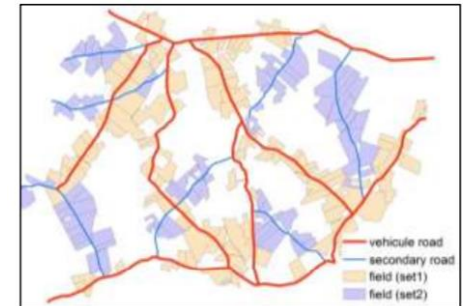 vehicule road
secondary road
field (set1)
field (set2)